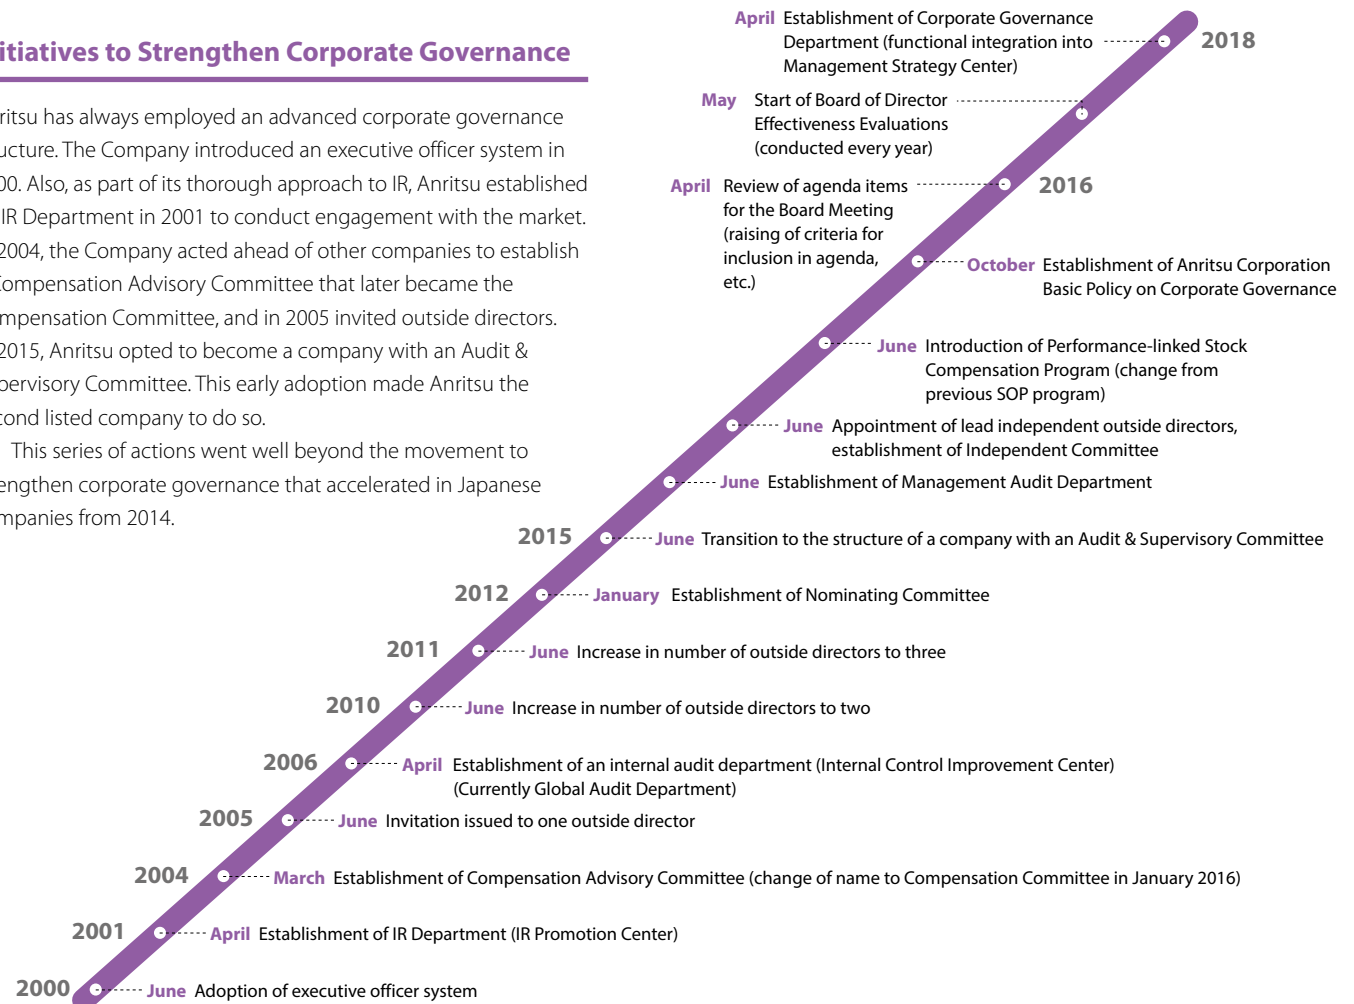 itiatives to Strengthen Corporate Governance
ritsu has always employed an advanced corporate governance
ucture. The Company introduced an executive officer system in
00. Also, as part of its thorough approach to IR, Anritsu established
IR Department in 2001 to conduct engagement with the market.
2004, the Company acted ahead of other companies to establish
Compensation Advisory Committee that later became the
mpensation Committee, and in 2005 invited outside directors.
2015, Anritsu opted to become a company with an Audit &
pervisory Committee. This early adoption made Anritsu the
cond listed company to do so.
This series of actions went well beyond the movement to
engthen corporate governance that accelerated in Japanese
mpanies from 2014.
April Establishment of Corporate Governance
Department (functional integration into
Management Strategy Center)
2018
May Start of Board of Director
Effectiveness Evaluations
(conducted every year)
April Review of agenda items
for the Board Meeting
(raising of criteria for
inclusion in agenda,
etc.)
2016
October Establishment of Anritsu Corporation
Basic Policy on Corporate Governance
June Introduction of Performance-linked Stock
Compensation Program (change from
previous SOP program)
June Appointment of lead independent outside directors,
establishment of Independent Committee
June Establishment of Management Audit Department
2015 June Transition to the structure of a company with an Audit & Supervisory Committee
2012 January Establishment of Nominating Committee
2011 June Increase in number of outside directors to three
2010 June Increase in number of outside directors to two
2006 April Establishment of an internal audit department (Internal Control Improvement Center)
(Currently Global Audit Department)
2005 June Invitation issued to one outside director
2004 March Establishment of Compensation Advisory Committee (change of name to Compensation Committee in January 2016)
2001 April Establishment of IR Department (IR Promotion Center)
2000 June Adoption of executive officer system